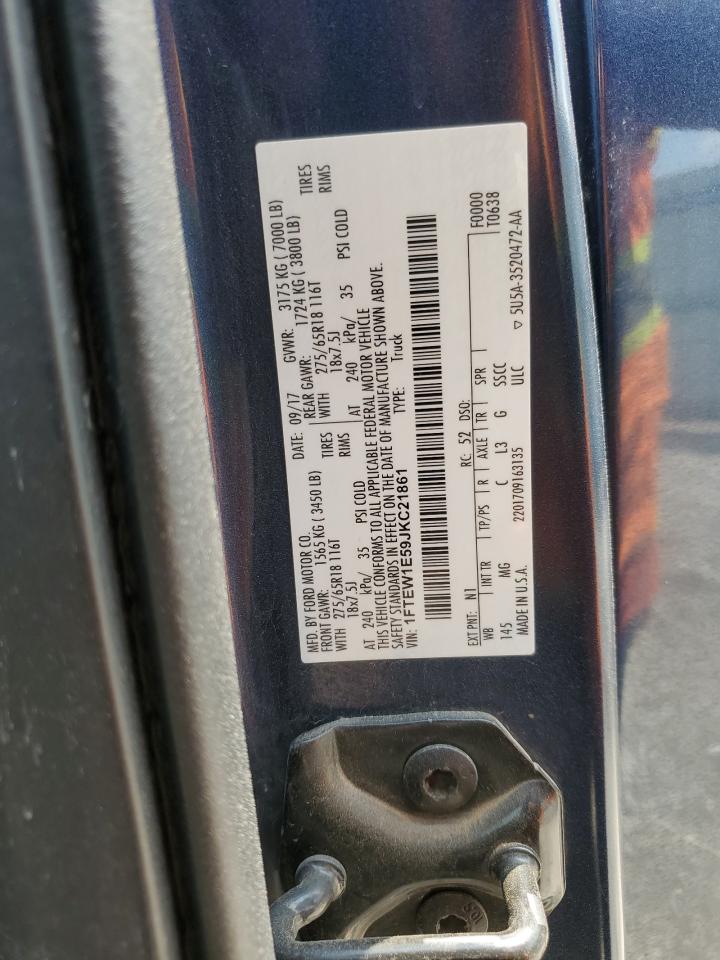 MFD. BY FORD MOTOR CO.
DATE: 09/17 GVWR: 3175 KG ( 7000 LB)
FRONT GAWR: 1565 KG ( 3450 LB) REAR GAWR: 1724 KG ( 3800 LB)
WITH 275/65R18 116T TIRES WITH 275/65R18 116T TIRES
18x7.5J RIMS 18x7.5J RIMS
AT 240 kPa/ 35 PSI COLD AT 240 kPa/ 35 PSI COLD
THIS VEHICLE CONFORMS TO ALL APPLICABLE FEDERAL MOTOR VEHICLE
SAFETY STANDARDS IN EFFECT ON THE DATE OF MANUFACTURE SHOWN ABOVE.
VIN: 1FTEW1E59JKC21861 TYPE: Truck
EXT PNT: N1 RC: 52 DSO: F0000
WB INT TR TP/PS R AXLE TR SPR T0638
145 MG C L3 G SSCC
MADE IN U.S.A. 2201709163135 ULC ▽ 5U5A-3520472-AA